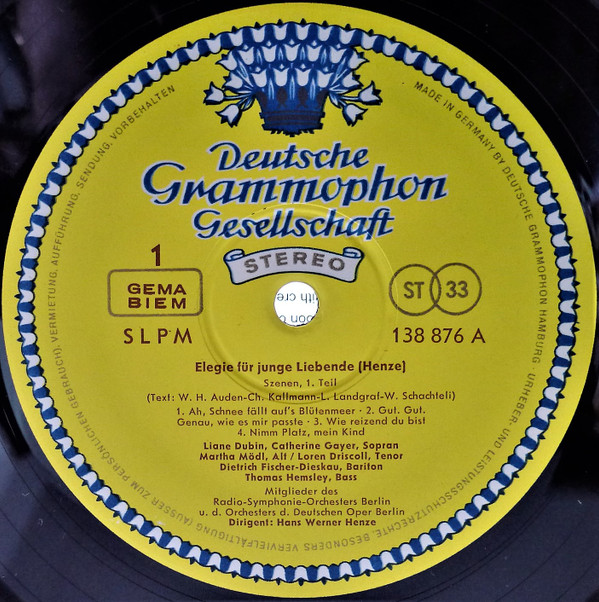 Deutsche
Grammophon
Gesellschaft
STEREO
1
GEMA
BIEM
SLPM
ST 33
138 876 A
Elegie für junge Liebende (Henze)
Szenen, 1. Teil
(Text: W. H. Auden-Ch. Kallmann-L. Landgraf-W. Schachteli)
1. Ah, Schnee fällt auf's Blütenmeer · 2. Gut. Gut.
Genau, wie es mir passte · 3. Wie reizend du bist
4. Nimm Platz, mein Kind
Liane Dubin, Catherine Gayer, Sopran
Martha Mödl, Alt / Loren Driscoll, Tenor
Dietrich Fischer-Dieskau, Bariton
Thomas Hemsley, Bass
Mitglieder des
Radio-Symphonie-Orchesters Berlin
u. d. Orchesters d. Deutschen Oper Berlin
Dirigent: Hans Werner Henze
MADE IN GERMANY BY DEUTSCHE GRAMMOPHON HAMBURG · URHEBER- UND LEISTUNGSSCHUTZRECHTE, BESONDERS VERVIELFÄLTIGUNG (AUSSER ZUM PERSÖNLICHEN GEBRAUCH), VERMIETUNG, AUFFÜHRUNG, SENDUNG, VORBEHALTEN
ith cre